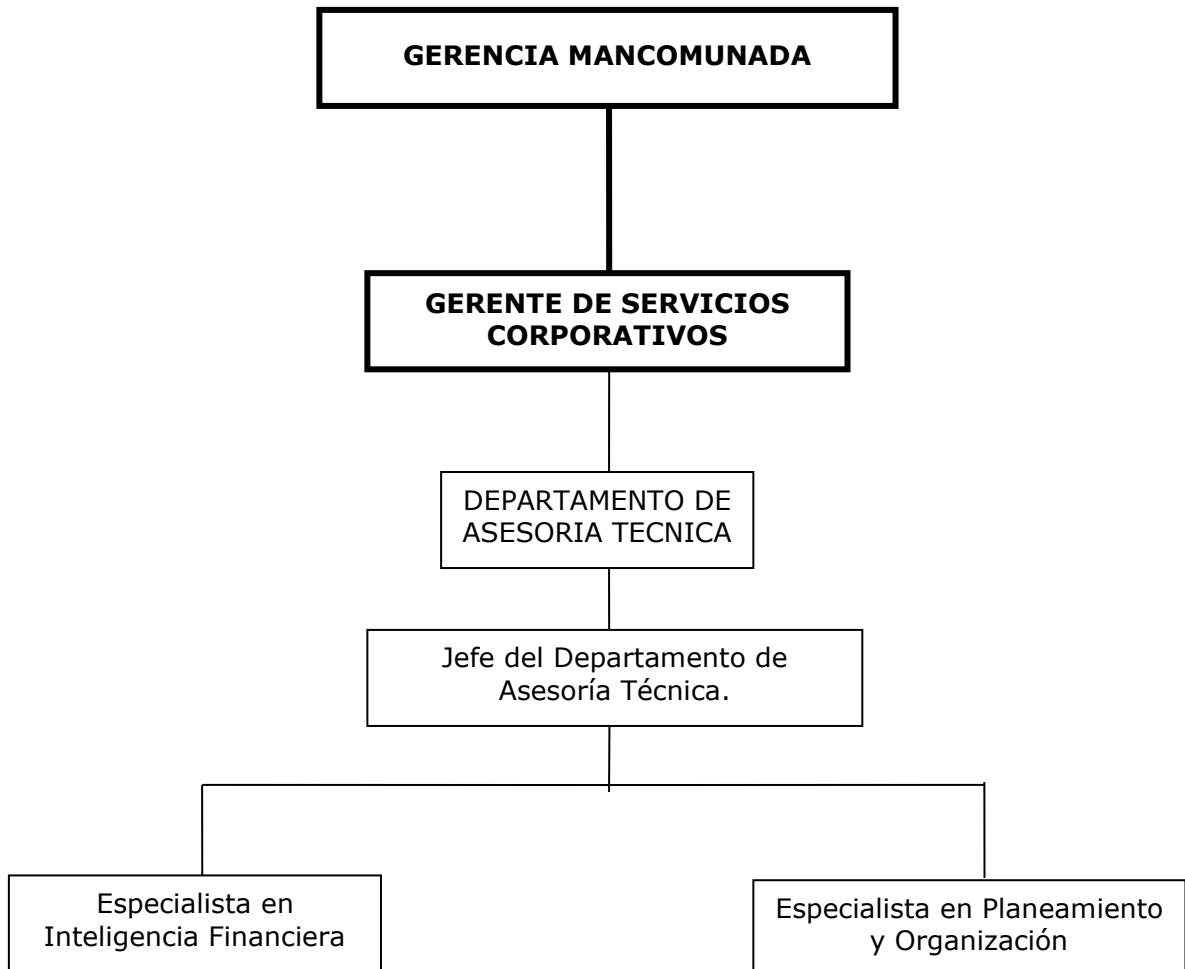 GERENCIA MANCOMUNADA
GERENTE DE SERVICIOS
CORPORATIVOS
DEPARTAMENTO DE
ASESORIA TECNICA
Jefe del Departamento de
Asesoría Técnica.
Especialista en
Inteligencia Financiera
Especialista en Planeamiento
y Organización